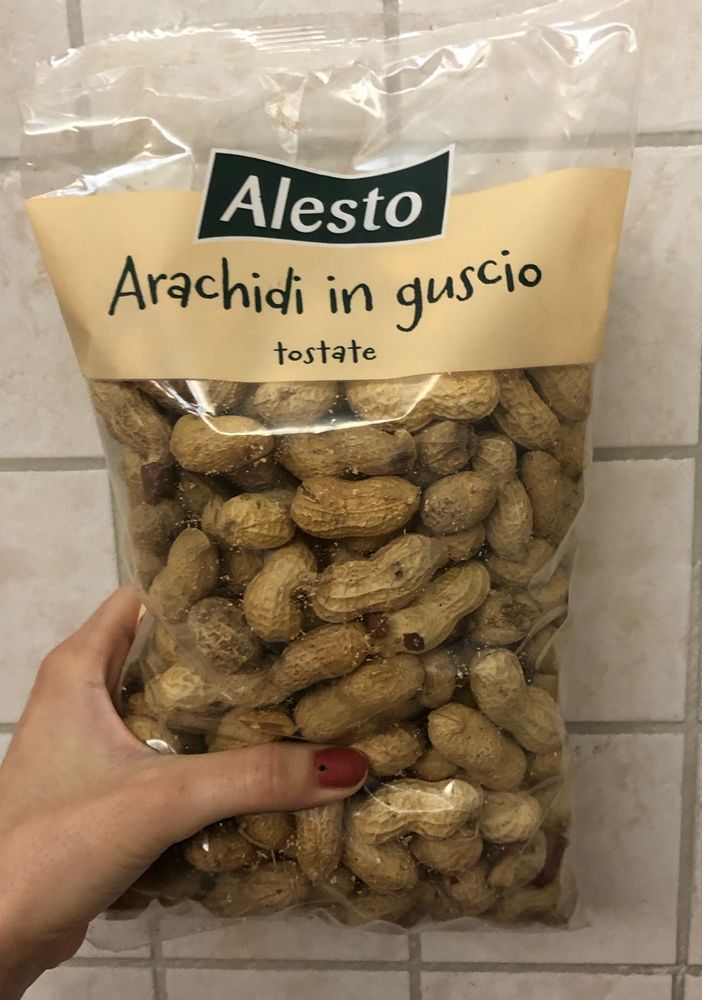 Alesto
Arachidi in guscio
tostate